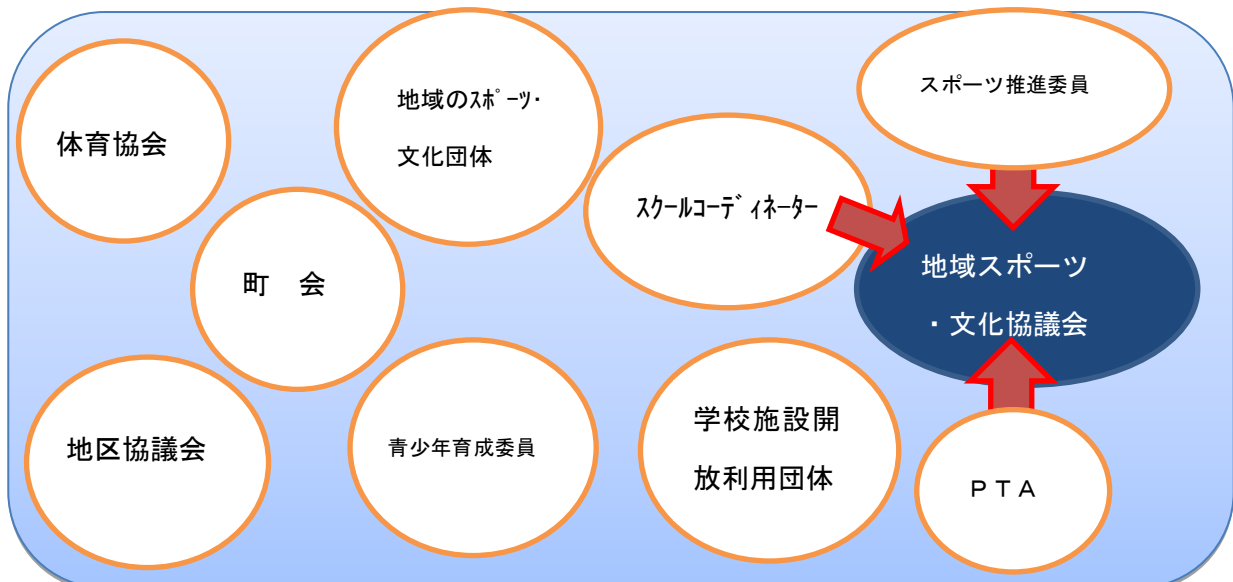 体育協会
地域のｽﾎﾟｰﾂ・
文化団体
スポーツ推進委員
ｽｸｰﾙｺｰﾃﾞｨﾈｰﾀｰ
町　会
地域スポーツ
・文化協議会
地区協議会
青少年育成委員
学校施設開
放利用団体
ＰＴＡ